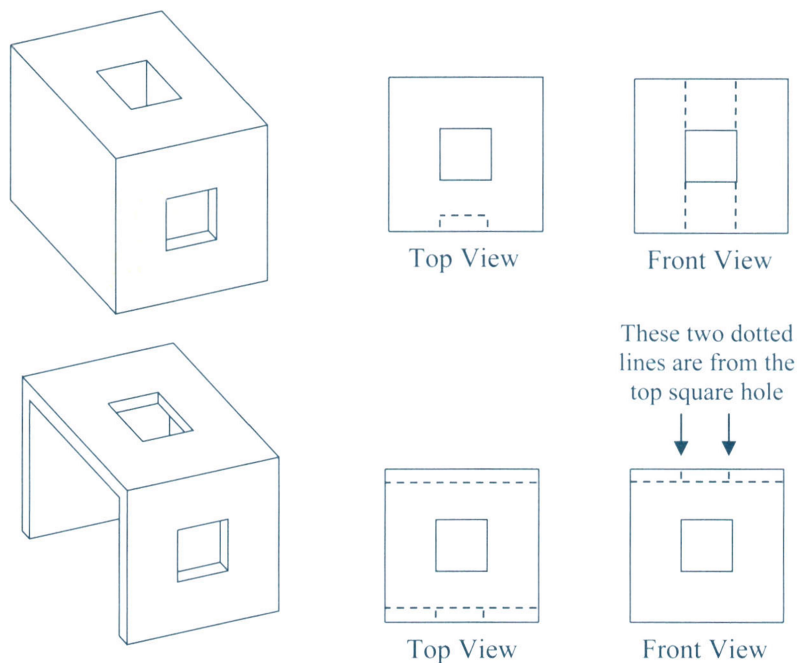 Top View
Front View
These two dotted
lines are from the
top square hole
Top View
Front View